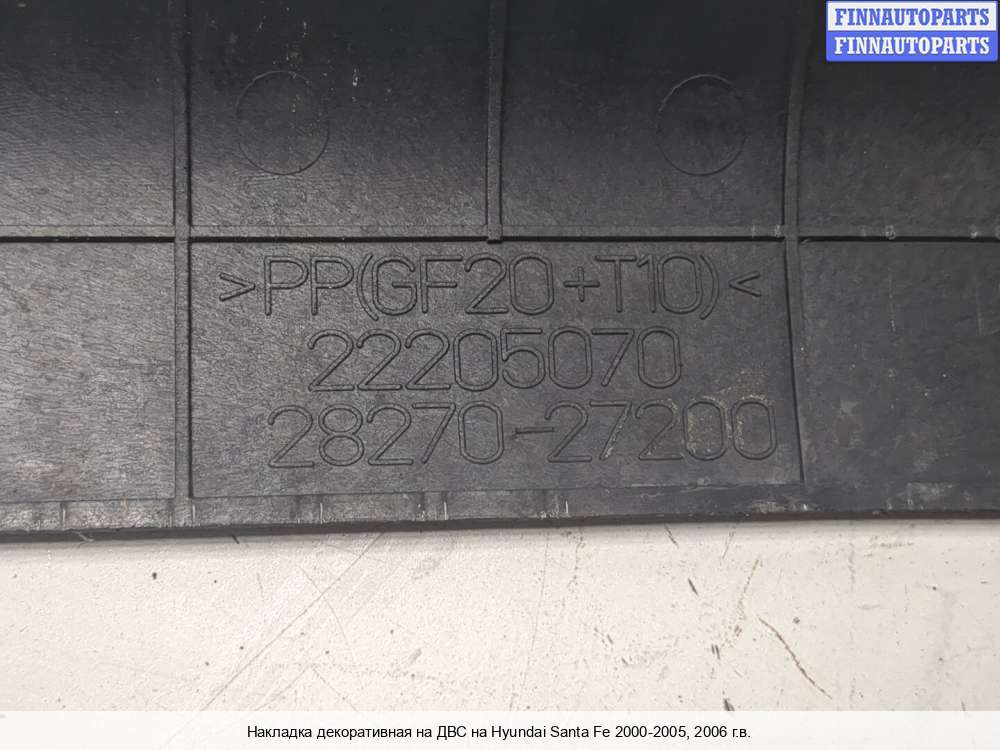 FINNAUTOPARTS
FINNAUTOPARTS
>PP(GF20+T10)<
22205070
28270-27200
Накладка декоративная на ДВС на Hyundai Santa Fe 2000-2005, 2006 г.в.